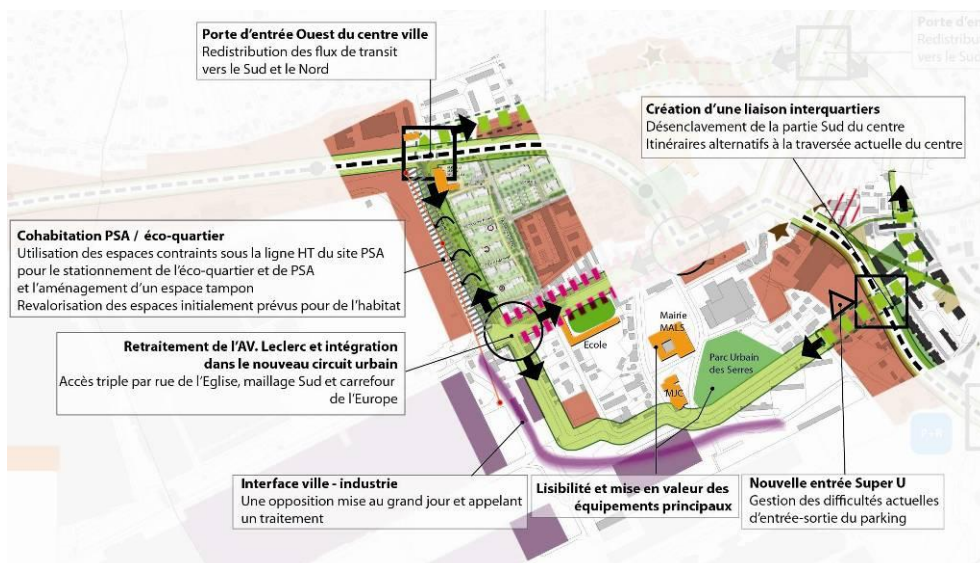 Porte d'entrée Ouest du centre ville
Redistribution des flux de transit
vers le Sud et le Nord
Création d'une liaison interquartiers
Désenclavement de la partie Sud du centre
Itinéraires alternatifs à la traversée actuelle du centre
Cohabitation PSA / éco-quartier
Utilisation des espaces contraints sous la ligne HT du site PSA
pour le stationnement de l'éco-quartier et de PSA
et l'aménagement d'un espace tampon
Revalorisation des espaces initialement prévus pour de l'habitat
Retraitement de l'AV. Leclerc et intégration
dans le nouveau circuit urbain
Accès triple par rue de l'Eglise, maillage Sud et carrefour
de l'Europe
Ecole
Mairie
MALS
MJC
Parc Urbain
des Serres
Interface ville - industrie
Une opposition mise au grand jour et appelant
un traitement
Lisibilité et mise en valeur des
équipements principaux
Nouvelle entrée Super U
Gestion des difficultés actuelles
d'entrée-sortie du parking
Porte d'en
Redistribu
vers le Sud